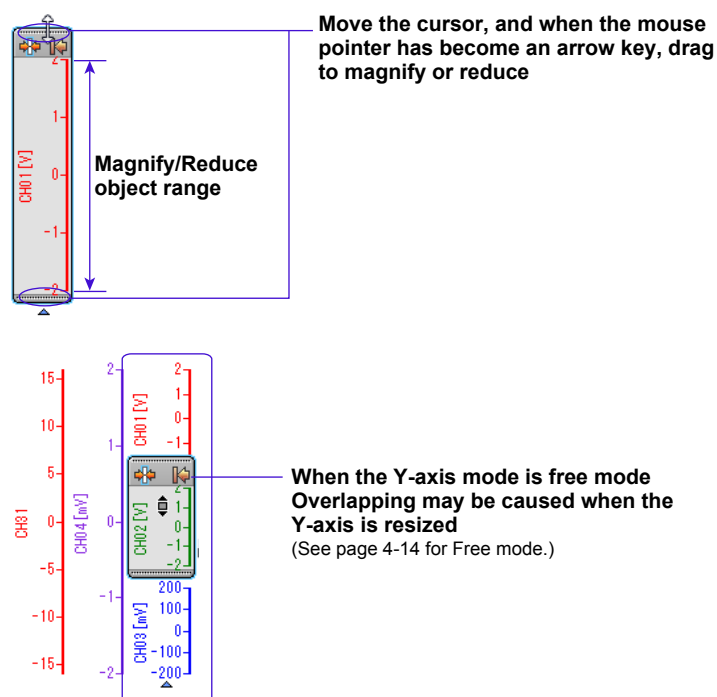 Move the cursor, and when the mouse
pointer has become an arrow key, drag
to magnify or reduce
2
1
0
-1
-2
CH01 [V]
Magnify/Reduce
object range
15
10
5
0
-5
-10
-15
CH31
2
1
0
-1
-2
CH04 [mV]
2
1
0
-1
CH01 [V]
2
1
0
-1
-2
CH02 [V]
200
100
0
-100
-200
CH03 [mV]
When the Y-axis mode is free mode
Overlapping may be caused when the
Y-axis is resized
(See page 4-14 for Free mode.)